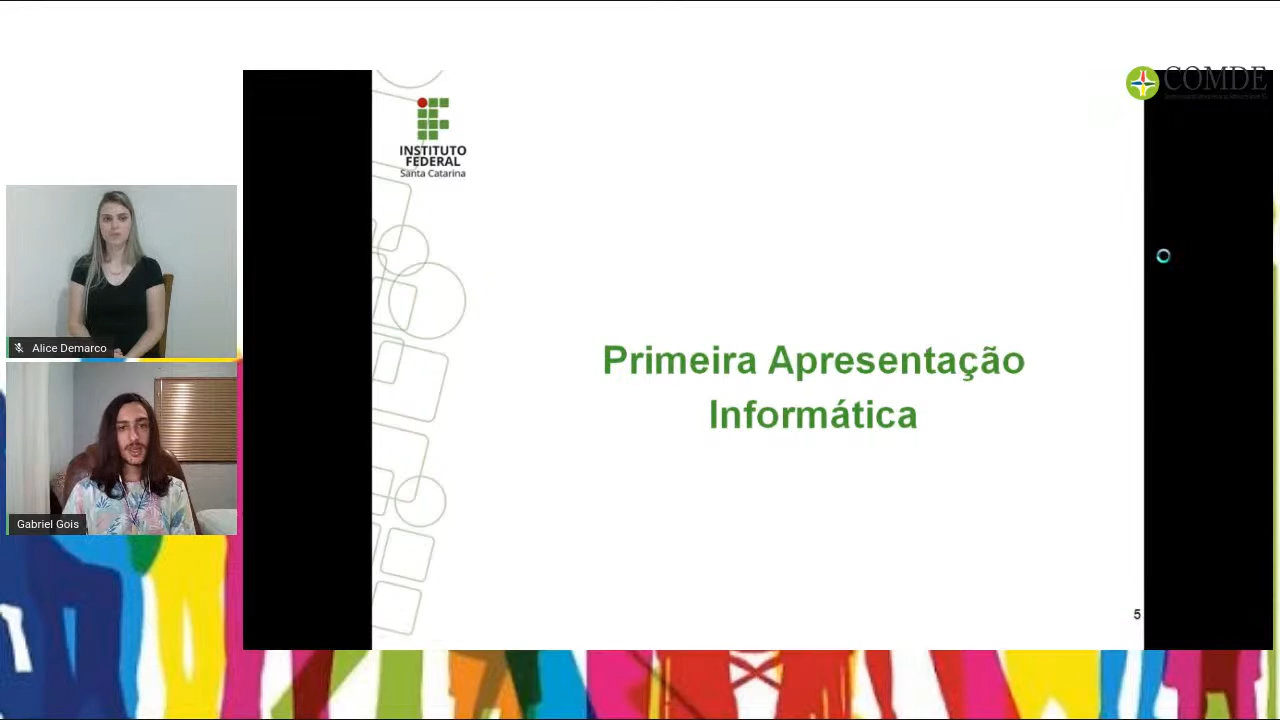 COMDE
INSTITUTO
FEDERAL
Santa Catarina
Alice Demarco
Primeira Apresentação
Informática
Gabriel Gois
5